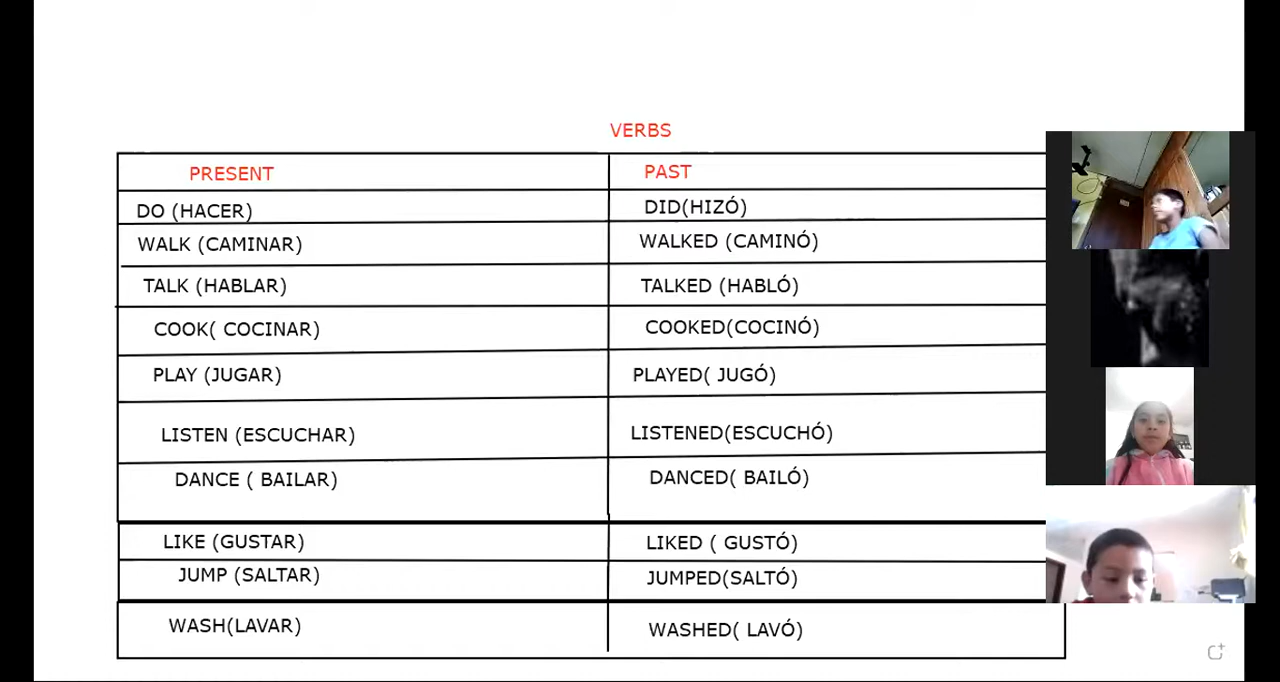 VERBS
PRESENT PAST
DO (HACER) DID(HIZÓ)
WALK (CAMINAR) WALKED (CAMINÓ)
TALK (HABLAR) TALKED (HABLÓ)
COOK( COCINAR) COOKED(COCINÓ)
PLAY (JUGAR) PLAYED( JUGÓ)
LISTEN (ESCUCHAR) LISTENED(ESCUCHÓ)
DANCE ( BAILAR) DANCED( BAILÓ)
LIKE (GUSTAR) LIKED ( GUSTÓ)
JUMP (SALTAR) JUMPED(SALTÓ)
WASH(LAVAR) WASHED( LAVÓ)